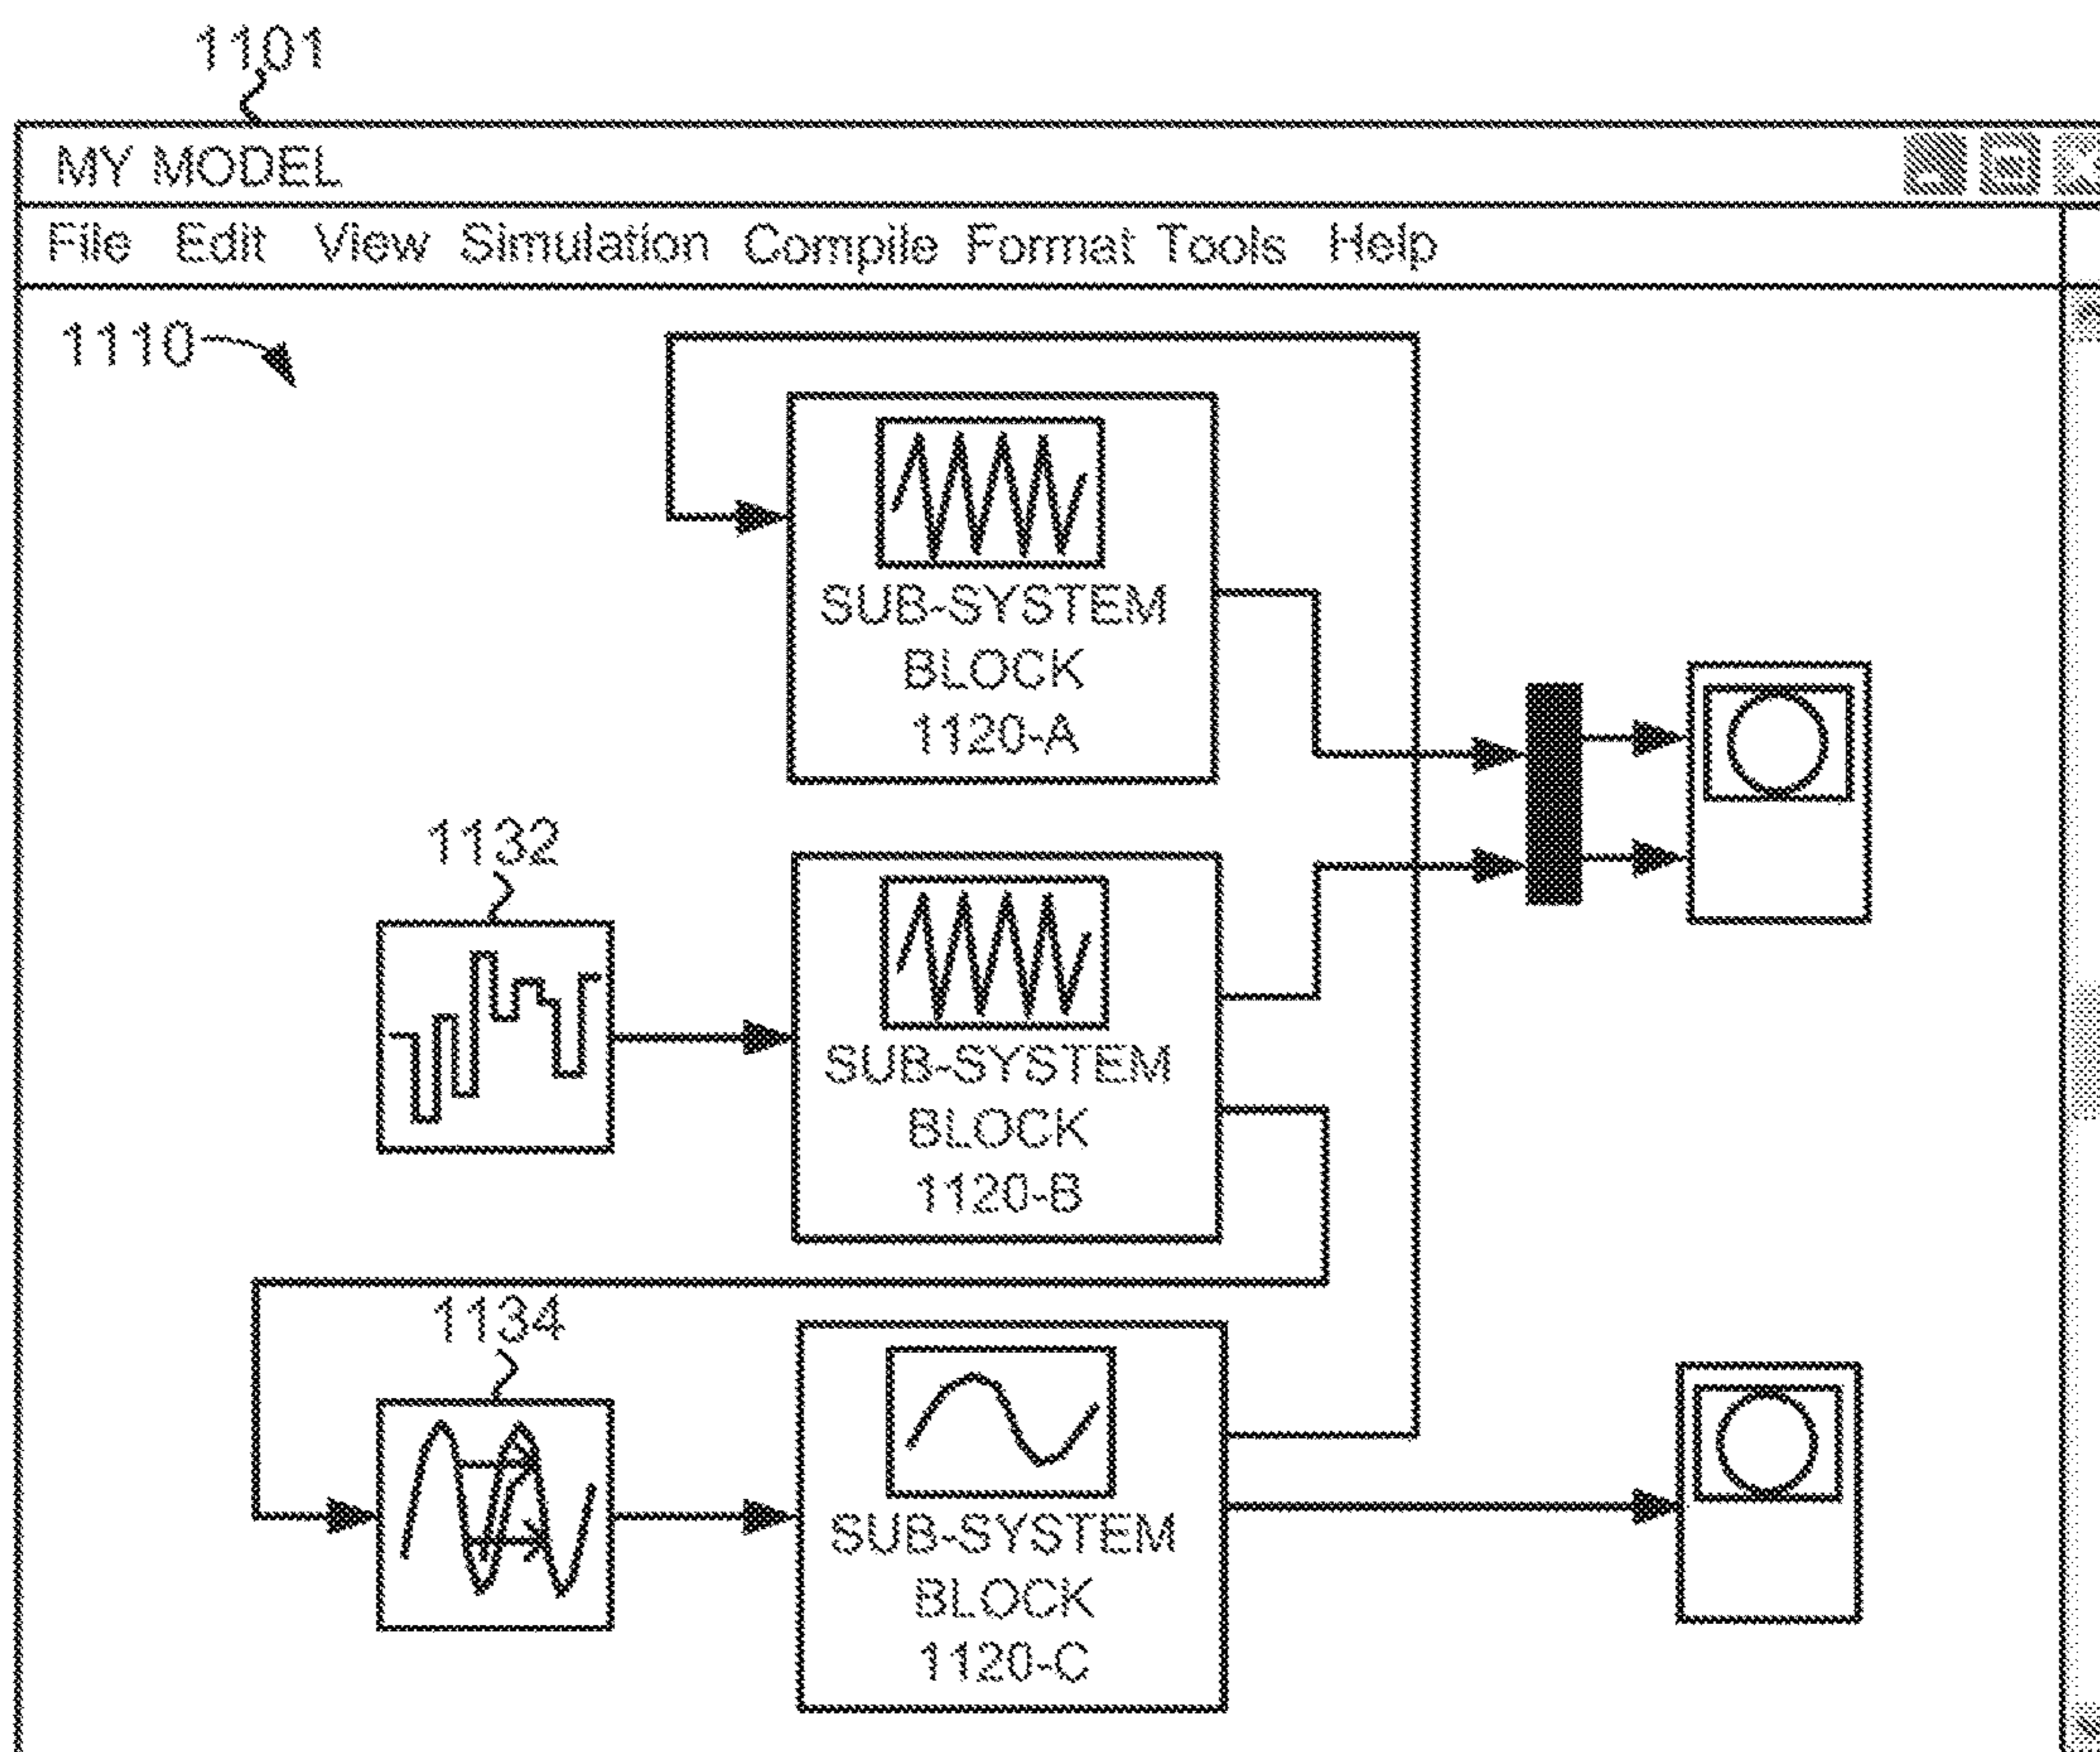 1101
MY MODEL
File Edit View Simulation Compile Format Tools Help
1110
SUB-SYSTEM
BLOCK
1120-A
1132
SUB-SYSTEM
BLOCK
1120-B
1134
SUB-SYSTEM
BLOCK
1120-C